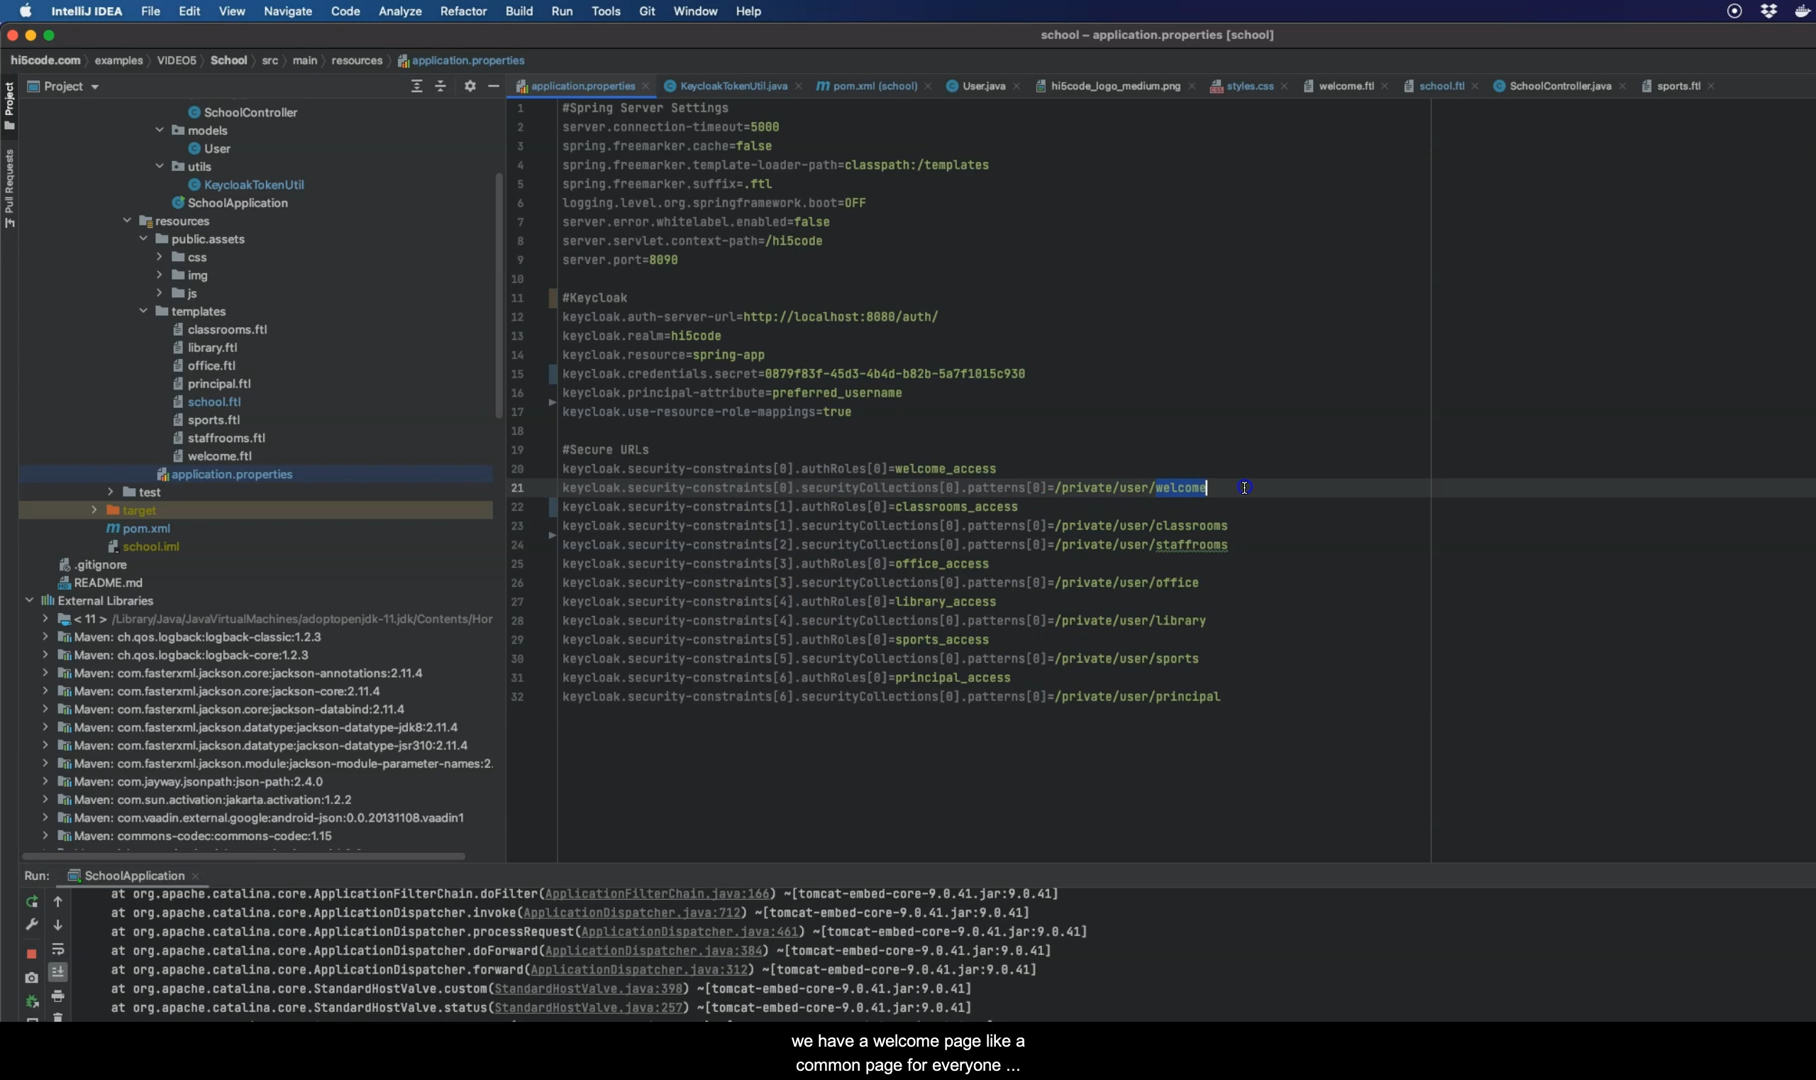 IntelliJ IDEA File Edit View Navigate Code Analyze Refactor Build Run Tools Git Window Help
school – application.properties [school]
hi5code.com examples VIDEO5 School src main resources application.properties
Project
application.properties KeycloakTokenUtil.java pom.xml (school) User.java hi5code_logo_medium.png styles.css welcome.ftl school.ftl SchoolController.java sports.ftl
Project
Pull Requests
SchoolController
models
User
utils
KeycloakTokenUtil
SchoolApplication
resources
public.assets
css
img
js
templates
classrooms.ftl
library.ftl
office.ftl
principal.ftl
school.ftl
sports.ftl
staffrooms.ftl
welcome.ftl
application.properties
test
target
pom.xml
school.iml
.gitignore
README.md
External Libraries
< 11 > /Library/Java/JavaVirtualMachines/adoptopenjdk-11.jdk/Contents/Hor
Maven: ch.qos.logback:logback-classic:1.2.3
Maven: ch.qos.logback:logback-core:1.2.3
Maven: com.fasterxml.jackson.core:jackson-annotations:2.11.4
Maven: com.fasterxml.jackson.core:jackson-core:2.11.4
Maven: com.fasterxml.jackson.core:jackson-databind:2.11.4
Maven: com.fasterxml.jackson.datatype:jackson-datatype-jdk8:2.11.4
Maven: com.fasterxml.jackson.datatype:jackson-datatype-jsr310:2.11.4
Maven: com.fasterxml.jackson.module:jackson-module-parameter-names:2.
Maven: com.jayway.jsonpath:json-path:2.4.0
Maven: com.sun.activation:jakarta.activation:1.2.2
Maven: com.vaadin.external.google:android-json:0.0.20131108.vaadin1
Maven: commons-codec:commons-codec:1.15
1 #Spring Server Settings
2 server.connection-timeout=5000
3 spring.freemarker.cache=false
4 spring.freemarker.template-loader-path=classpath:/templates
5 spring.freemarker.suffix=.ftl
6 logging.level.org.springframework.boot=OFF
7 server.error.whitelabel.enabled=false
8 server.servlet.context-path=/hi5code
9 server.port=8090
10
11 #Keycloak
12 keycloak.auth-server-url=http://localhost:8080/auth/
13 keycloak.realm=hi5code
14 keycloak.resource=spring-app
15 keycloak.credentials.secret=0879f83f-45d3-4b4d-b82b-5a7f1015c930
16 keycloak.principal-attribute=preferred_username
17 keycloak.use-resource-role-mappings=true
18
19 #Secure URLs
20 keycloak.security-constraints[0].authRoles[0]=welcome_access
21 keycloak.security-constraints[0].securityCollections[0].patterns[0]=/private/user/welcome
22 keycloak.security-constraints[1].authRoles[0]=classrooms_access
23 keycloak.security-constraints[1].securityCollections[0].patterns[0]=/private/user/classrooms
24 keycloak.security-constraints[2].securityCollections[0].patterns[0]=/private/user/staffrooms
25 keycloak.security-constraints[3].authRoles[0]=office_access
26 keycloak.security-constraints[3].securityCollections[0].patterns[0]=/private/user/office
27 keycloak.security-constraints[4].authRoles[0]=library_access
28 keycloak.security-constraints[4].securityCollections[0].patterns[0]=/private/user/library
29 keycloak.security-constraints[5].authRoles[0]=sports_access
30 keycloak.security-constraints[5].securityCollections[0].patterns[0]=/private/user/sports
31 keycloak.security-constraints[6].authRoles[0]=principal_access
32 keycloak.security-constraints[6].securityCollections[0].patterns[0]=/private/user/principal
Run: SchoolApplication
at org.apache.catalina.core.ApplicationFilterChain.doFilter(ApplicationFilterChain.java:166) ~[tomcat-embed-core-9.0.41.jar:9.0.41]
at org.apache.catalina.core.ApplicationDispatcher.invoke(ApplicationDispatcher.java:712) ~[tomcat-embed-core-9.0.41.jar:9.0.41]
at org.apache.catalina.core.ApplicationDispatcher.processRequest(ApplicationDispatcher.java:461) ~[tomcat-embed-core-9.0.41.jar:9.0.41]
at org.apache.catalina.core.ApplicationDispatcher.doForward(ApplicationDispatcher.java:384) ~[tomcat-embed-core-9.0.41.jar:9.0.41]
at org.apache.catalina.core.ApplicationDispatcher.forward(ApplicationDispatcher.java:312) ~[tomcat-embed-core-9.0.41.jar:9.0.41]
at org.apache.catalina.core.StandardHostValve.custom(StandardHostValve.java:398) ~[tomcat-embed-core-9.0.41.jar:9.0.41]
at org.apache.catalina.core.StandardHostValve.status(StandardHostValve.java:257) ~[tomcat-embed-core-9.0.41.jar:9.0.41]
we have a welcome page like a
common page for everyone ...